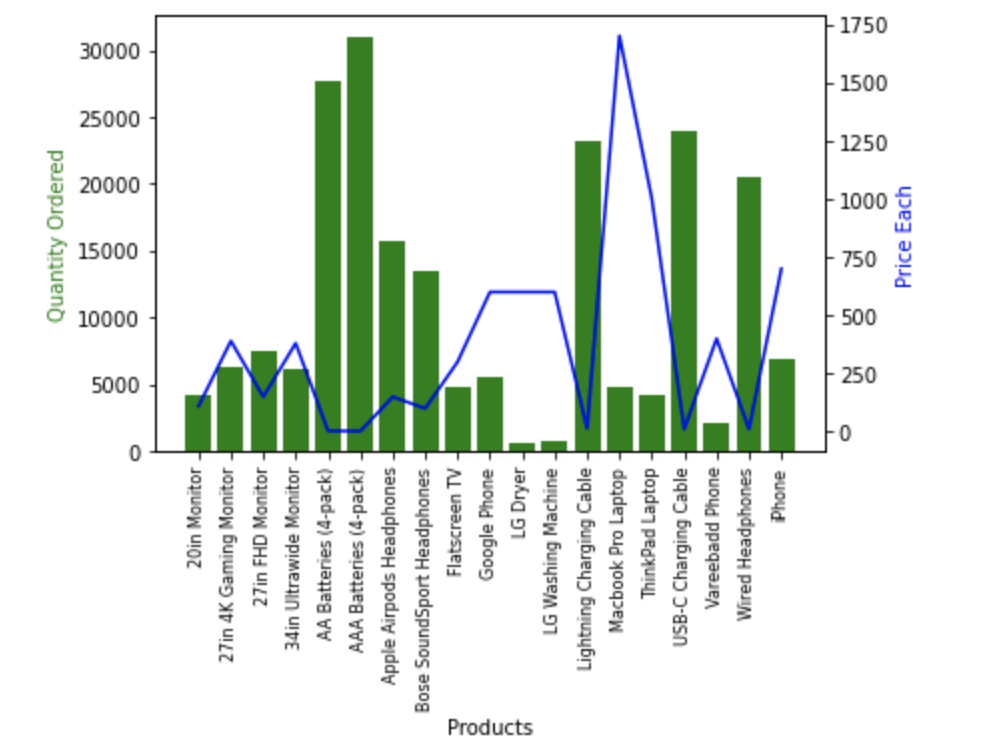 30000
25000
20000
15000
10000
5000
0
Quantity Ordered
1750
1500
1250
1000
750
500
250
0
Price Each
20in Monitor
27in 4K Gaming Monitor
27in FHD Monitor
34in Ultrawide Monitor
AA Batteries (4-pack)
AAA Batteries (4-pack)
Apple Airpods Headphones
Bose SoundSport Headphones
Flatscreen TV
Google Phone
LG Dryer
LG Washing Machine
Lightning Charging Cable
Macbook Pro Laptop
ThinkPad Laptop
USB-C Charging Cable
Vareebadd Phone
Wired Headphones
iPhone
Products